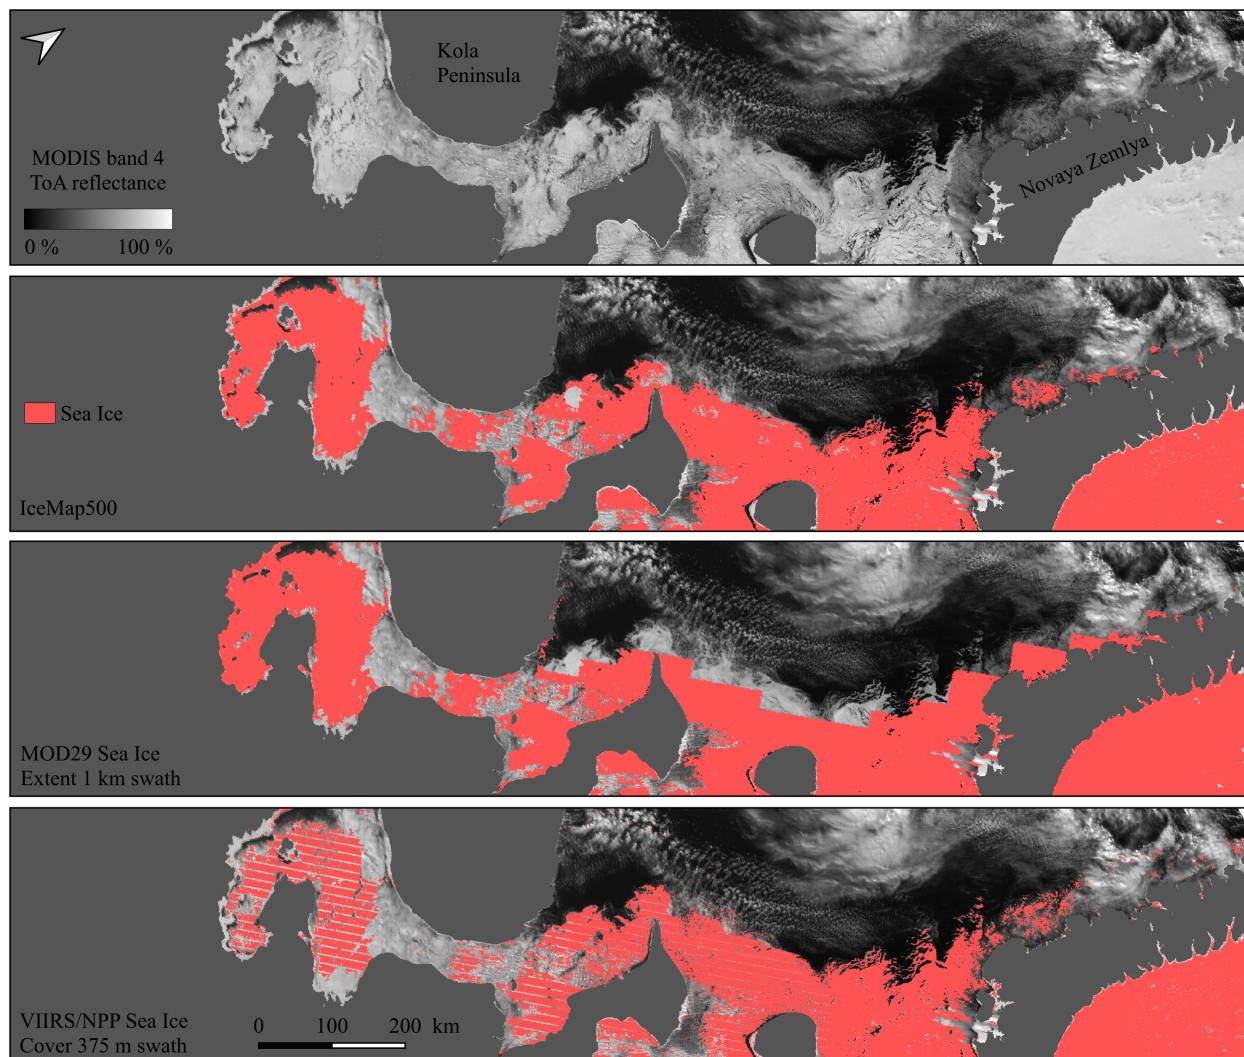 Kola
Peninsula
MODIS band 4
ToA reflectance
0 % 100 %
Novaya Zemlya
Sea Ice
IceMap500
MOD29 Sea Ice
Extent 1 km swath
VIIRS/NPP Sea Ice
Cover 375 m swath
0 100 200 km